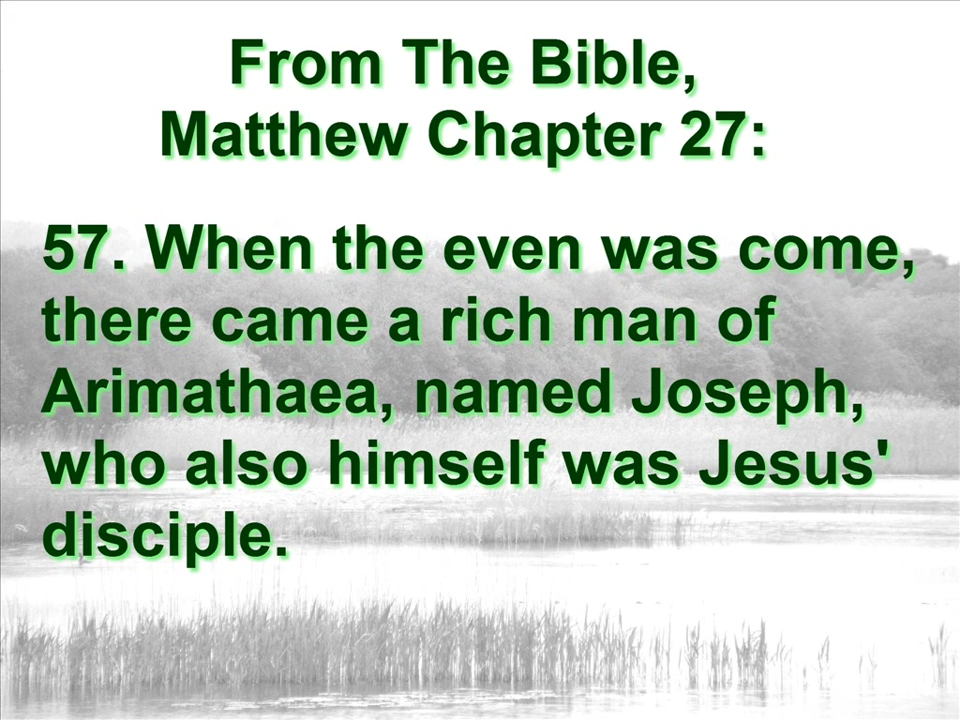 From The Bible,
Matthew Chapter 27:
57. When the even was come,
there came a rich man of
Arimathaea, named Joseph,
who also himself was Jesus'
disciple.